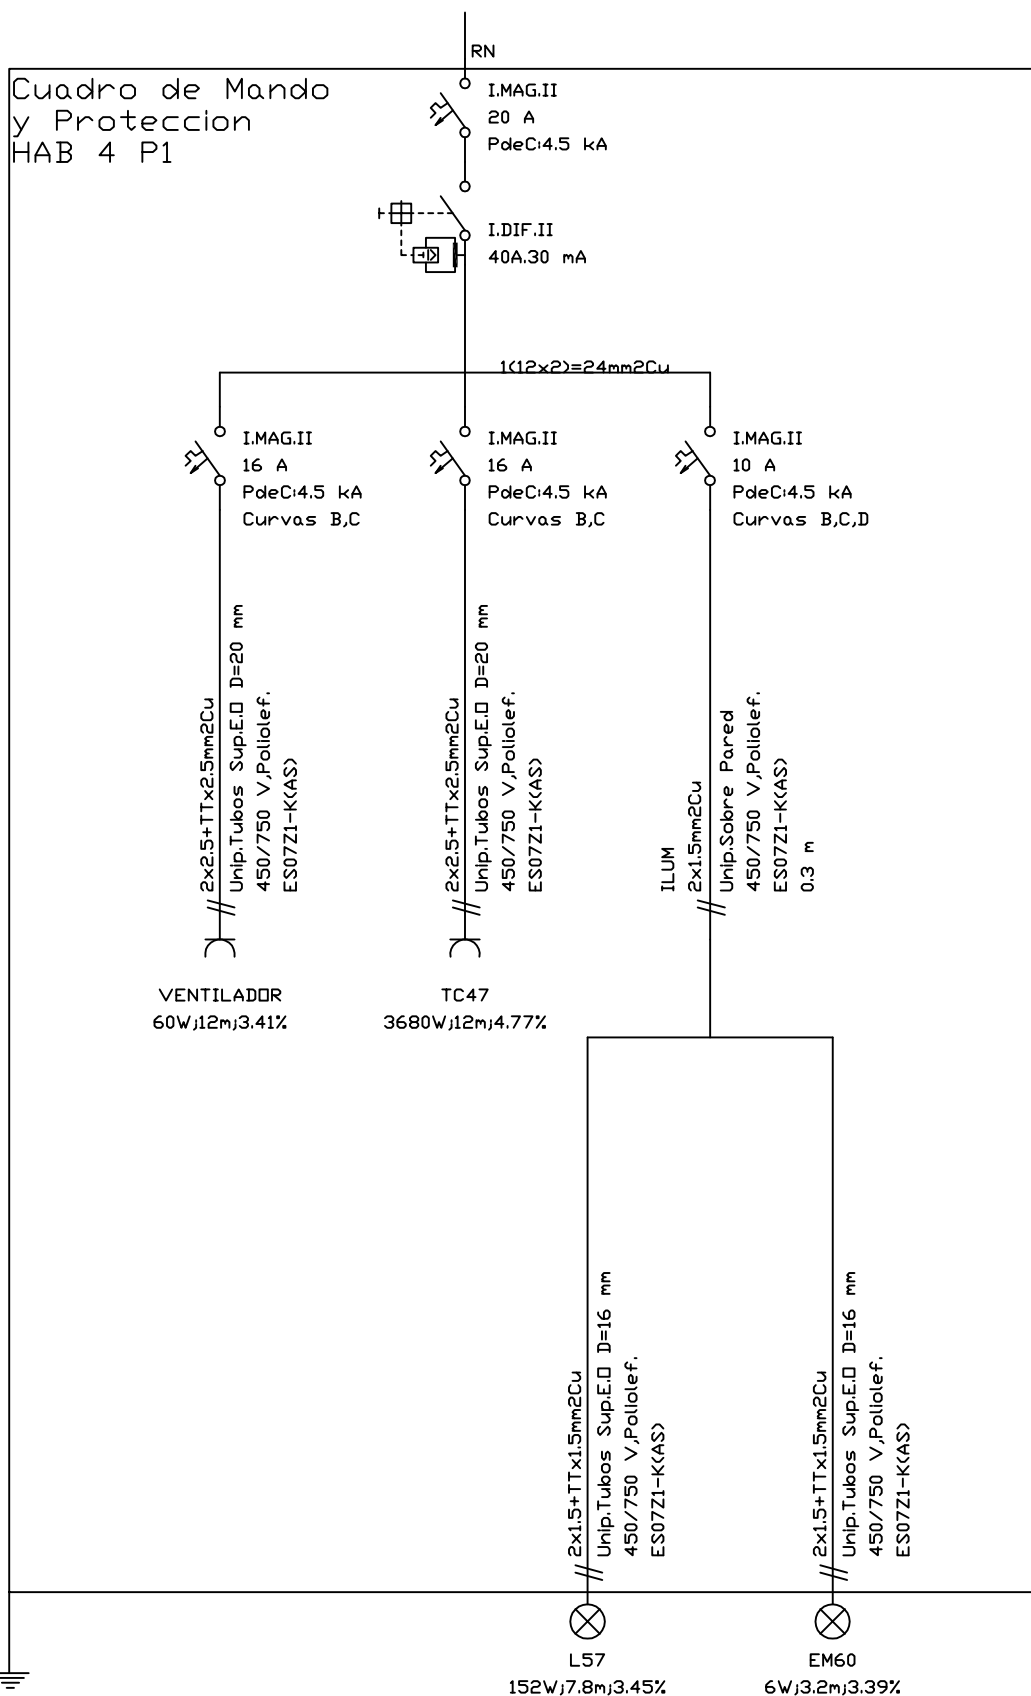 RN
Cuadro de Mando
y Proteccion
HAB 4 P1
I.MAG.II
20 A
PdeC:4.5 kA
I.DIF.II
40A.30 mA
1(12x2)=24mm2Cu
I.MAG.II
16 A
PdeC:4.5 kA
Curvas B,C
I.MAG.II
16 A
PdeC:4.5 kA
Curvas B,C
I.MAG.II
10 A
PdeC:4.5 kA
Curvas B,C,D
2x2.5+TTx2.5mm2Cu
Unip.Tubos Sup.E.O D=20 mm
450/750 V,Poliolef.
ES07Z1-K(AS)
2x2.5+TTx2.5mm2Cu
Unip.Tubos Sup.E.O D=20 mm
450/750 V,Poliolef.
ES07Z1-K(AS)
ILUM
2x1.5mm2Cu
Unip.Sobre Pared
450/750 V,Poliolef.
ES07Z1-K(AS)
0.3 m
VENTILADOR
60W;12m;3.41%
TC47
3680W;12m;4.77%
2x1.5+TTx1.5mm2Cu
Unip.Tubos Sup.E.O D=16 mm
450/750 V,Poliolef.
ES07Z1-K(AS)
2x1.5+TTx1.5mm2Cu
Unip.Tubos Sup.E.O D=16 mm
450/750 V,Poliolef.
ES07Z1-K(AS)
L57
152W;7.8m;3.45%
EM60
6W;3.2m;3.39%